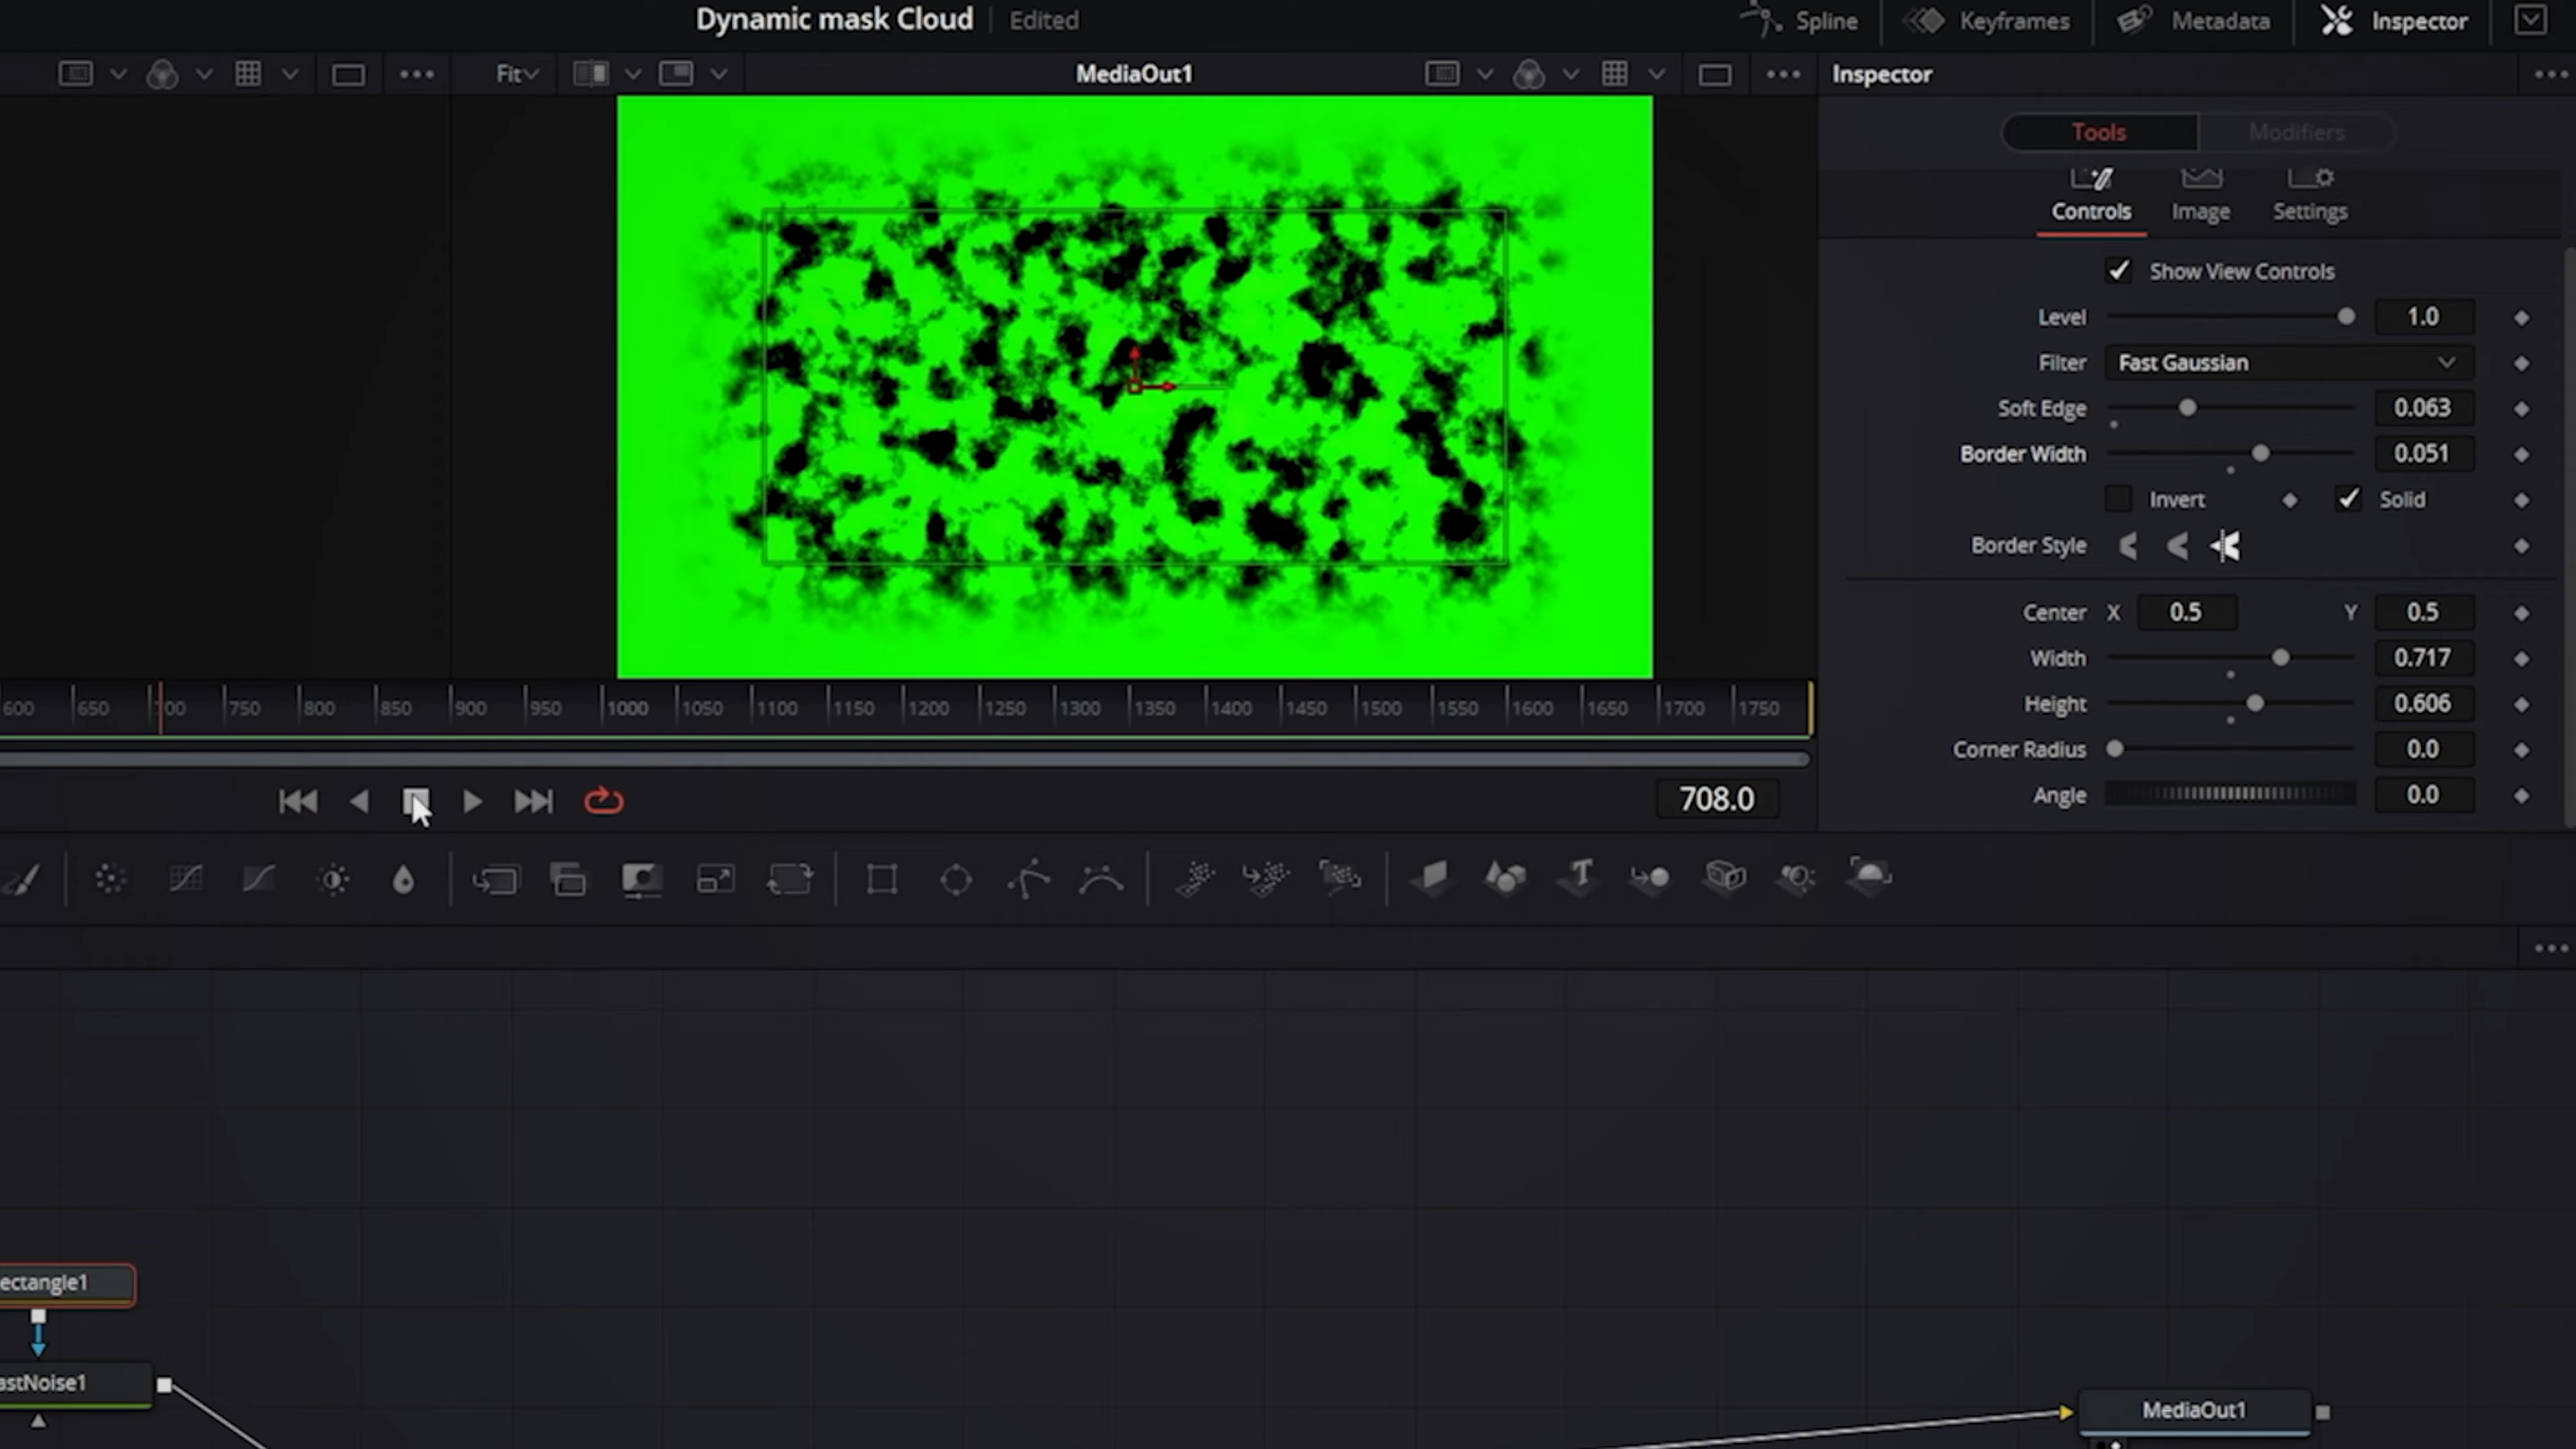 Dynamic mask Cloud Edited
Spline Keyframes Metadata Inspector
Fit MediaOut1 Inspector
Tools Modifiers
Controls Image Settings
Show View Controls
Level 1.0
Filter Fast Gaussian
Soft Edge 0.063
Border Width 0.051
Invert Solid
Border Style
Center X 0.5 Y 0.5
Width 0.717
Height 0.606
Corner Radius 0.0
Angle 0.0
600 650 700 750 800 850 900 950 1000 1050 1100 1150 1200 1250 1300 1350 1400 1450 1500 1550 1600 1650 1700 1750
708.0
ectangle1
astNoise1
MediaOut1